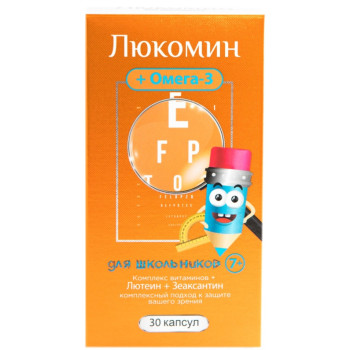 Люкомин
+ Омега-3
E
F P
T O
для школьников 7+
Комплекс витаминов +
Лютеин + Зеаксантин
комплексный подход к защите
вашего зрения
30 капсул